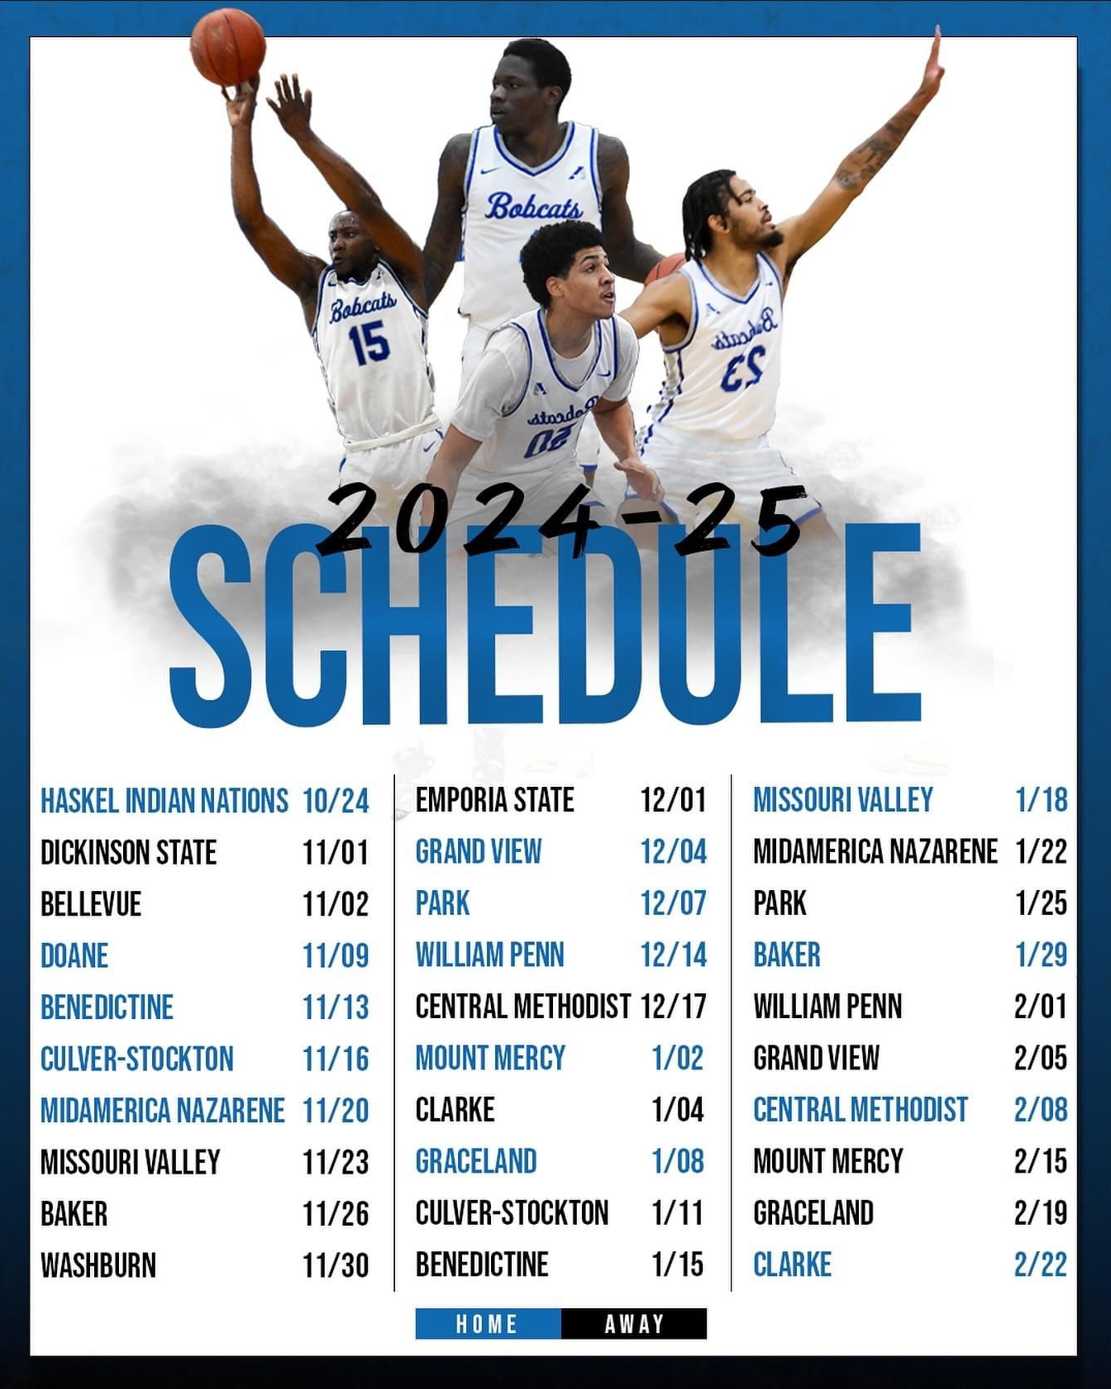 Bobcats
Bobcats
15
Bobcats
23
Bobcats
50
2024-25
SCHEDULE
HASKEL INDIAN NATIONS 10/24
DICKINSON STATE 11/01
BELLEVUE 11/02
DOANE 11/09
BENEDICTINE 11/13
CULVER-STOCKTON 11/16
MIDAMERICA NAZARENE 11/20
MISSOURI VALLEY 11/23
BAKER 11/26
WASHBURN 11/30
EMPORIA STATE 12/01
GRAND VIEW 12/04
PARK 12/07
WILLIAM PENN 12/14
CENTRAL METHODIST 12/17
MOUNT MERCY 1/02
CLARKE 1/04
GRACELAND 1/08
CULVER-STOCKTON 1/11
BENEDICTINE 1/15
MISSOURI VALLEY 1/18
MIDAMERICA NAZARENE 1/22
PARK 1/25
BAKER 1/29
WILLIAM PENN 2/01
GRAND VIEW 2/05
CENTRAL METHODIST 2/08
MOUNT MERCY 2/15
GRACELAND 2/19
CLARKE 2/22
HOME AWAY